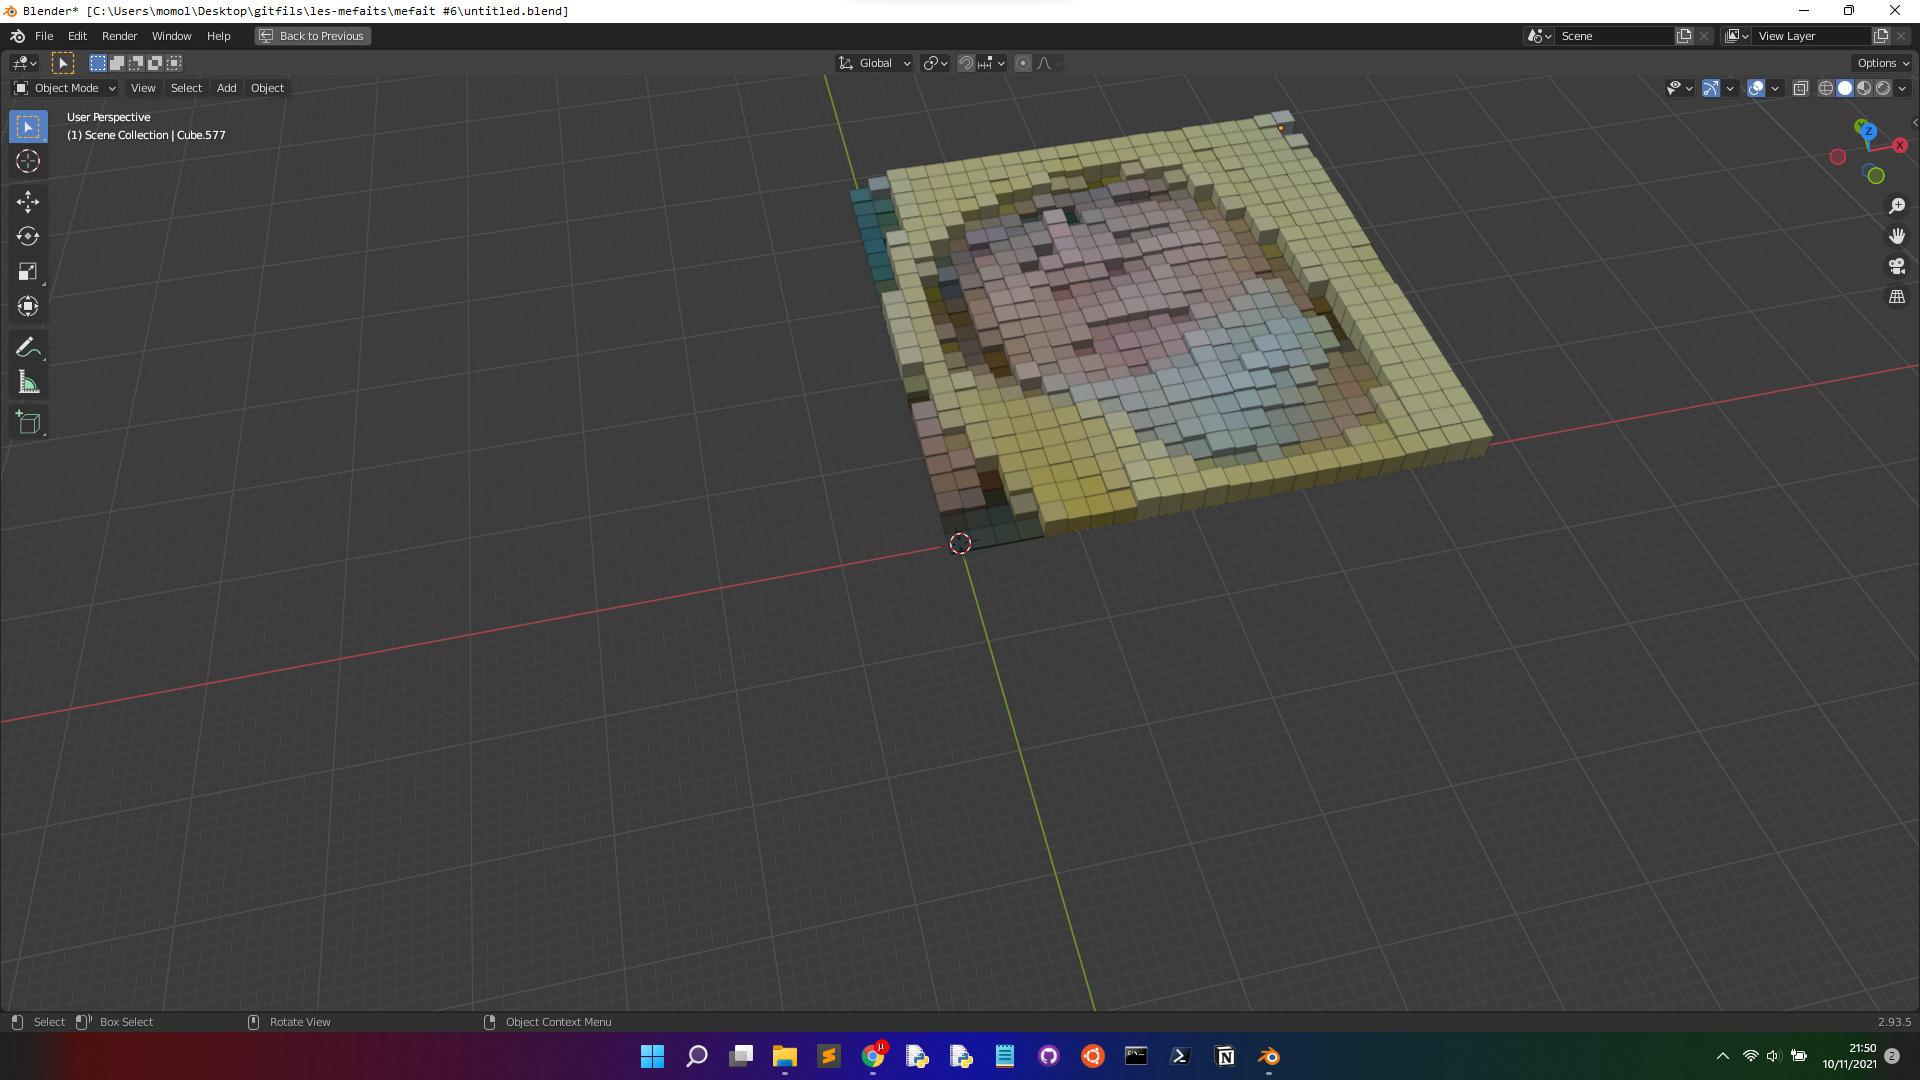 Blender* [C:\Users\momol\Desktop\gitfils\les-mefaits\mefait #6\untitled.blend]
File Edit Render Window Help Back to Previous Scene View Layer
Global Options
Object Mode View Select Add Object
User Perspective
(1) Scene Collection | Cube.577
Y
Z
X
Select Box Select Rotate View Object Context Menu 2.93.5
µ
N
21:50
10/11/2021
2